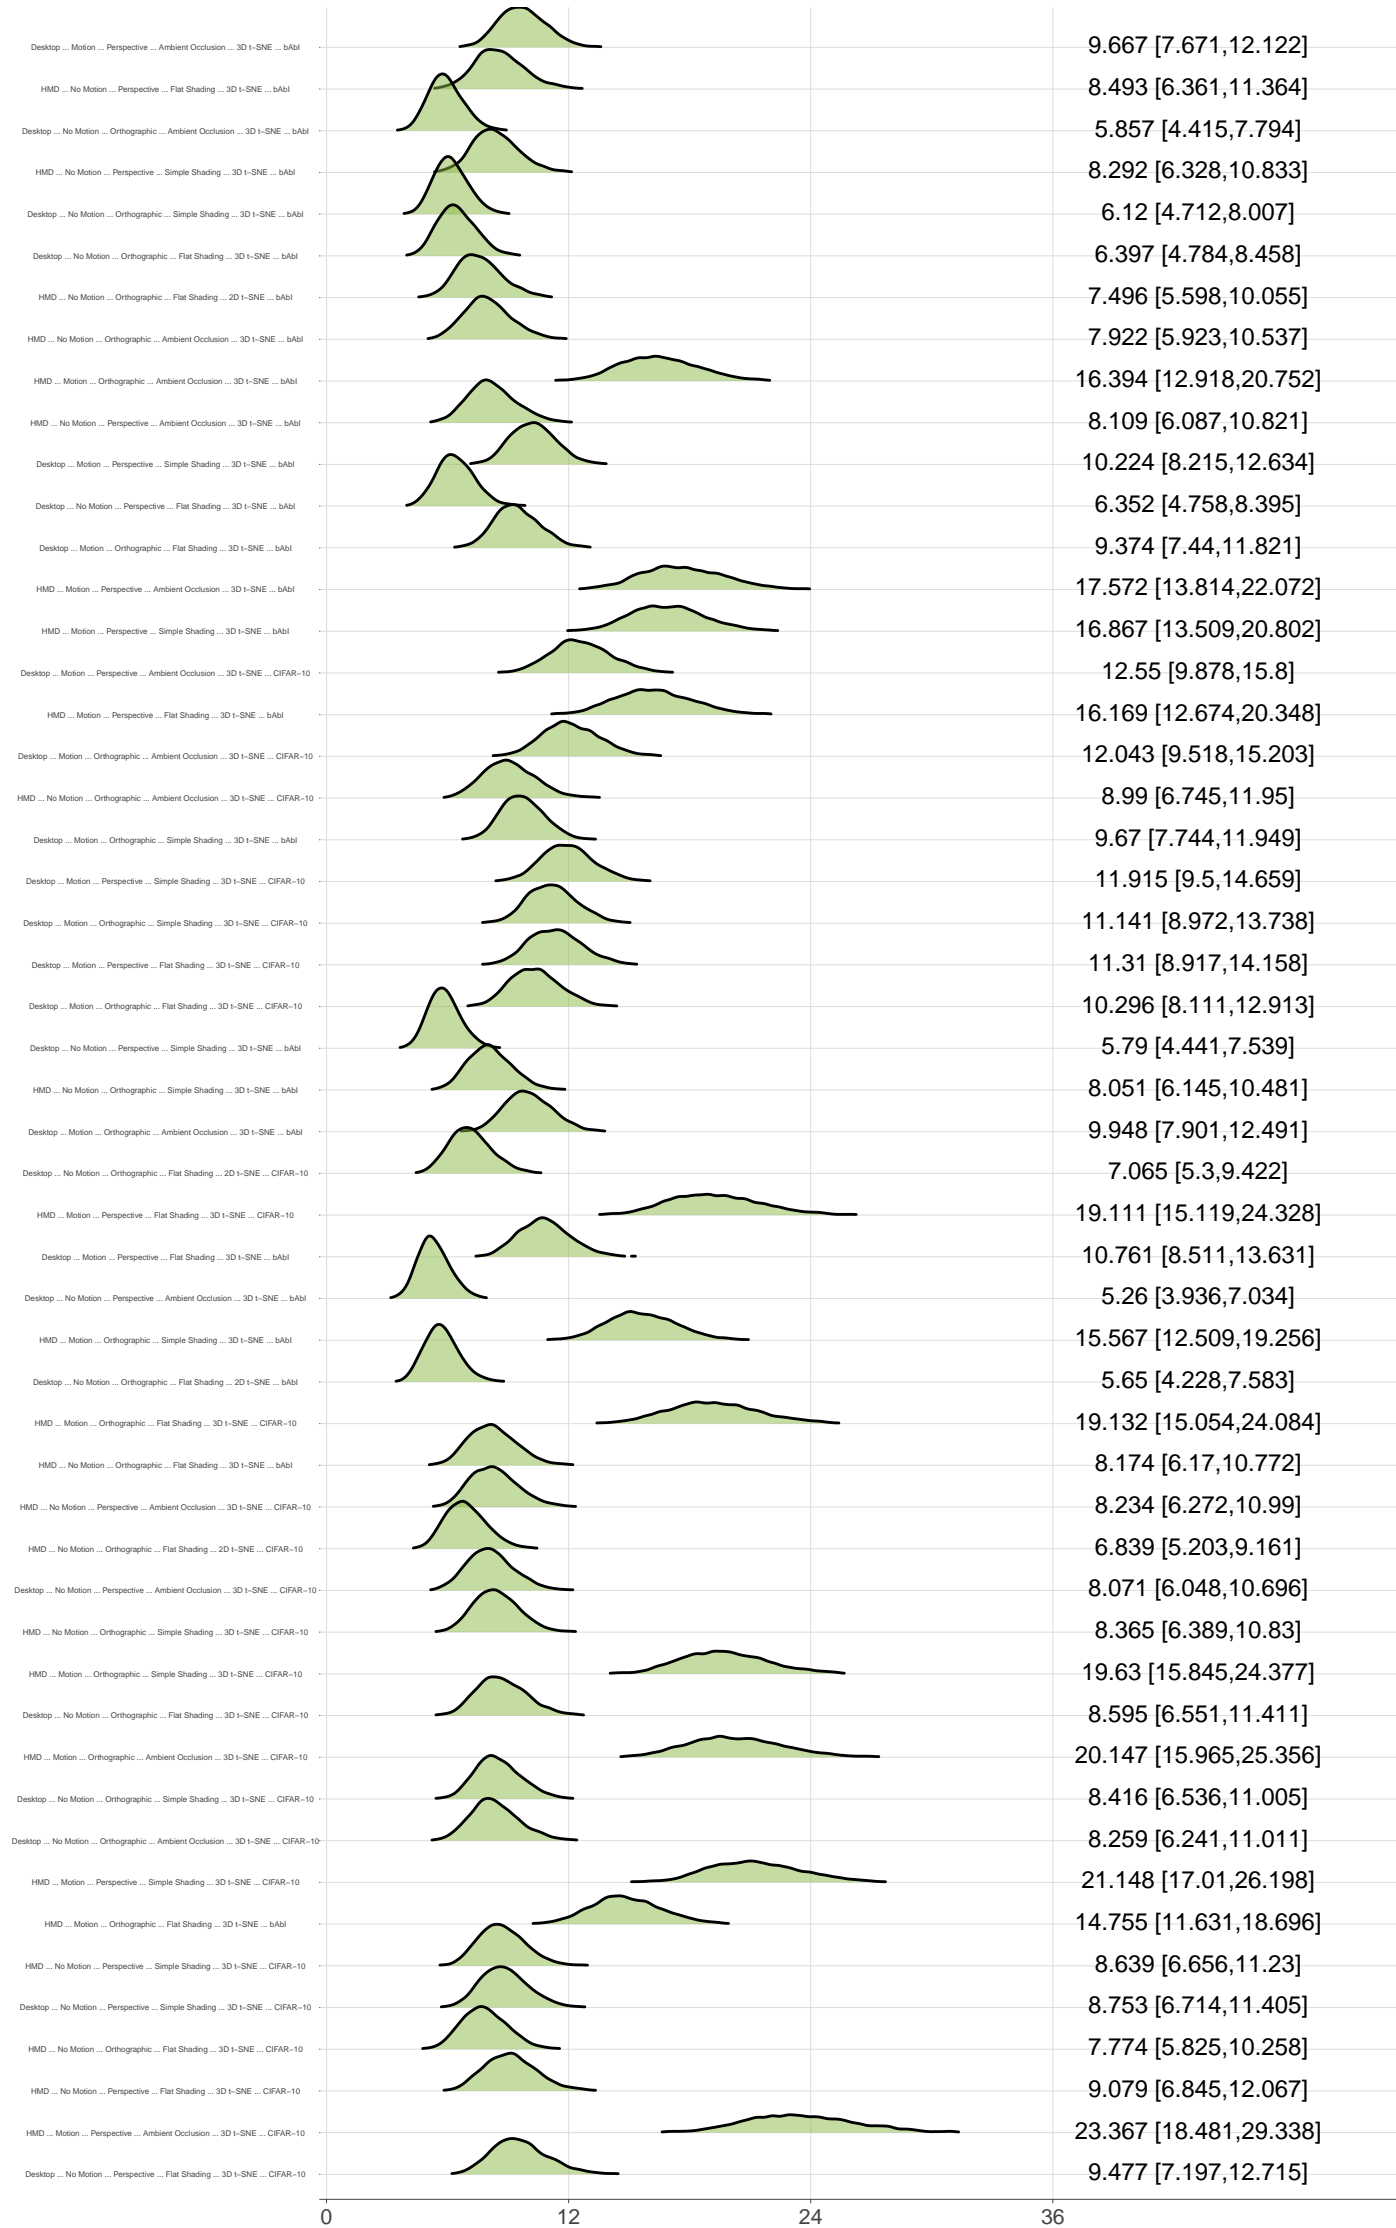 Desktop ... Motion ... Perspective ... Ambient Occlusion ... 3D t−SNE ... bAbI 9.667 [7.671,12.122]
HMD ... No Motion ... Perspective ... Flat Shading ... 3D t−SNE ... bAbI 8.493 [6.361,11.364]
Desktop ... No Motion ... Orthographic ... Ambient Occlusion ... 3D t−SNE ... bAbI 5.857 [4.415,7.794]
HMD ... No Motion ... Perspective ... Simple Shading ... 3D t−SNE ... bAbI 8.292 [6.328,10.833]
Desktop ... No Motion ... Orthographic ... Simple Shading ... 3D t−SNE ... bAbI 6.12 [4.712,8.007]
Desktop ... No Motion ... Orthographic ... Flat Shading ... 3D t−SNE ... bAbI 6.397 [4.784,8.458]
HMD ... No Motion ... Orthographic ... Flat Shading ... 2D t−SNE ... bAbI 7.496 [5.598,10.055]
HMD ... No Motion ... Orthographic ... Ambient Occlusion ... 3D t−SNE ... bAbI 7.922 [5.923,10.537]
HMD ... Motion ... Orthographic ... Ambient Occlusion ... 3D t−SNE ... bAbI 16.394 [12.918,20.752]
HMD ... No Motion ... Perspective ... Ambient Occlusion ... 3D t−SNE ... bAbI 8.109 [6.087,10.821]
Desktop ... Motion ... Perspective ... Simple Shading ... 3D t−SNE ... bAbI 10.224 [8.215,12.634]
Desktop ... No Motion ... Perspective ... Flat Shading ... 3D t−SNE ... bAbI 6.352 [4.758,8.395]
Desktop ... Motion ... Orthographic ... Flat Shading ... 3D t−SNE ... bAbI 9.374 [7.44,11.821]
HMD ... Motion ... Perspective ... Ambient Occlusion ... 3D t−SNE ... bAbI 17.572 [13.814,22.072]
HMD ... Motion ... Perspective ... Simple Shading ... 3D t−SNE ... bAbI 16.867 [13.509,20.802]
Desktop ... Motion ... Perspective ... Ambient Occlusion ... 3D t−SNE ... CIFAR−10 12.55 [9.878,15.8]
HMD ... Motion ... Perspective ... Flat Shading ... 3D t−SNE ... bAbI 16.169 [12.674,20.348]
Desktop ... Motion ... Orthographic ... Ambient Occlusion ... 3D t−SNE ... CIFAR−10 12.043 [9.518,15.203]
HMD ... No Motion ... Orthographic ... Ambient Occlusion ... 3D t−SNE ... CIFAR−10 8.99 [6.745,11.95]
Desktop ... Motion ... Orthographic ... Simple Shading ... 3D t−SNE ... bAbI 9.67 [7.744,11.949]
Desktop ... Motion ... Perspective ... Simple Shading ... 3D t−SNE ... CIFAR−10 11.915 [9.5,14.659]
Desktop ... Motion ... Orthographic ... Simple Shading ... 3D t−SNE ... CIFAR−10 11.141 [8.972,13.738]
Desktop ... Motion ... Perspective ... Flat Shading ... 3D t−SNE ... CIFAR−10 11.31 [8.917,14.158]
Desktop ... Motion ... Orthographic ... Flat Shading ... 3D t−SNE ... CIFAR−10 10.296 [8.111,12.913]
Desktop ... No Motion ... Perspective ... Simple Shading ... 3D t−SNE ... bAbI 5.79 [4.441,7.539]
HMD ... No Motion ... Orthographic ... Simple Shading ... 3D t−SNE ... bAbI 8.051 [6.145,10.481]
Desktop ... Motion ... Orthographic ... Ambient Occlusion ... 3D t−SNE ... bAbI 9.948 [7.901,12.491]
Desktop ... No Motion ... Orthographic ... Flat Shading ... 2D t−SNE ... CIFAR−10 7.065 [5.3,9.422]
HMD ... Motion ... Perspective ... Flat Shading ... 3D t−SNE ... CIFAR−10 19.111 [15.119,24.328]
Desktop ... Motion ... Perspective ... Flat Shading ... 3D t−SNE ... bAbI 10.761 [8.511,13.631]
Desktop ... No Motion ... Perspective ... Ambient Occlusion ... 3D t−SNE ... bAbI 5.26 [3.936,7.034]
HMD ... Motion ... Orthographic ... Simple Shading ... 3D t−SNE ... bAbI 15.567 [12.509,19.256]
Desktop ... No Motion ... Orthographic ... Flat Shading ... 2D t−SNE ... bAbI 5.65 [4.228,7.583]
HMD ... Motion ... Orthographic ... Flat Shading ... 3D t−SNE ... CIFAR−10 19.132 [15.054,24.084]
HMD ... No Motion ... Orthographic ... Flat Shading ... 3D t−SNE ... bAbI 8.174 [6.17,10.772]
HMD ... No Motion ... Perspective ... Ambient Occlusion ... 3D t−SNE ... CIFAR−10 8.234 [6.272,10.99]
HMD ... No Motion ... Orthographic ... Flat Shading ... 2D t−SNE ... CIFAR−10 6.839 [5.203,9.161]
Desktop ... No Motion ... Perspective ... Ambient Occlusion ... 3D t−SNE ... CIFAR−10 8.071 [6.048,10.696]
HMD ... No Motion ... Orthographic ... Simple Shading ... 3D t−SNE ... CIFAR−10 8.365 [6.389,10.83]
HMD ... Motion ... Orthographic ... Simple Shading ... 3D t−SNE ... CIFAR−10 19.63 [15.845,24.377]
Desktop ... No Motion ... Orthographic ... Flat Shading ... 3D t−SNE ... CIFAR−10 8.595 [6.551,11.411]
HMD ... Motion ... Orthographic ... Ambient Occlusion ... 3D t−SNE ... CIFAR−10 20.147 [15.965,25.356]
Desktop ... No Motion ... Orthographic ... Simple Shading ... 3D t−SNE ... CIFAR−10 8.416 [6.536,11.005]
Desktop ... No Motion ... Orthographic ... Ambient Occlusion ... 3D t−SNE ... CIFAR−10 8.259 [6.241,11.011]
HMD ... Motion ... Perspective ... Simple Shading ... 3D t−SNE ... CIFAR−10 21.148 [17.01,26.198]
HMD ... Motion ... Orthographic ... Flat Shading ... 3D t−SNE ... bAbI 14.755 [11.631,18.696]
HMD ... No Motion ... Perspective ... Simple Shading ... 3D t−SNE ... CIFAR−10 8.639 [6.656,11.23]
Desktop ... No Motion ... Perspective ... Simple Shading ... 3D t−SNE ... CIFAR−10 8.753 [6.714,11.405]
HMD ... No Motion ... Orthographic ... Flat Shading ... 3D t−SNE ... CIFAR−10 7.774 [5.825,10.258]
HMD ... No Motion ... Perspective ... Flat Shading ... 3D t−SNE ... CIFAR−10 9.079 [6.845,12.067]
HMD ... Motion ... Perspective ... Ambient Occlusion ... 3D t−SNE ... CIFAR−10 23.367 [18.481,29.338]
Desktop ... No Motion ... Perspective ... Flat Shading ... 3D t−SNE ... CIFAR−10 9.477 [7.197,12.715]
0 12 24 36